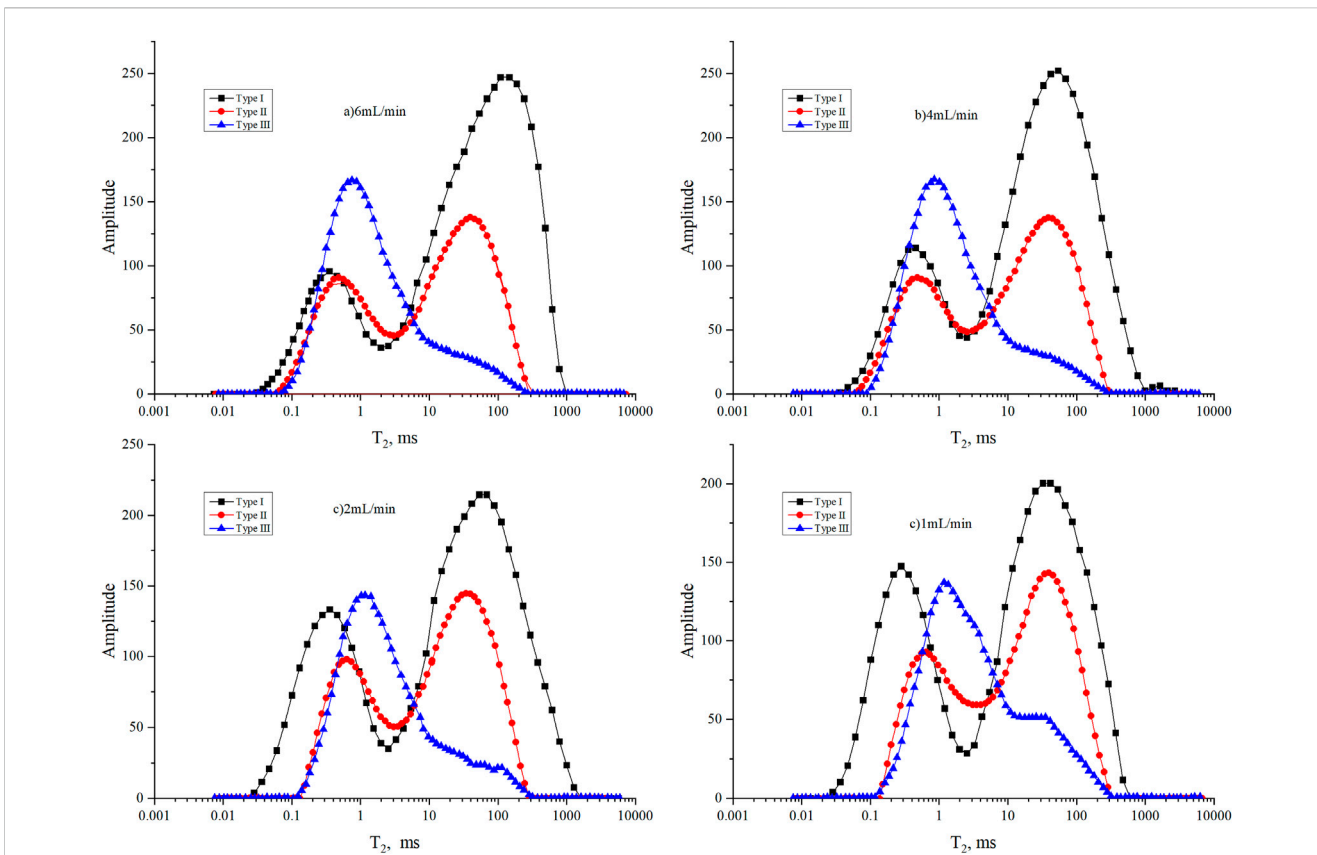 250
200
150
100
50
0
Amplitude
Type I
Type II
Type III
a)6mL/min
0.001 0.01 0.1 1 10 100 1000 10000
T2, ms
250
200
150
100
50
0
Amplitude
Type I
Type II
Type III
b)4mL/min
0.001 0.01 0.1 1 10 100 1000 10000
T2, ms
250
200
150
100
50
0
Amplitude
Type I
Type II
Type III
c)2mL/min
0.001 0.01 0.1 1 10 100 1000 10000
T2, ms
200
150
100
50
0
Amplitude
Type I
Type II
Type III
c)1mL/min
0.001 0.01 0.1 1 10 100 1000 10000
T2, ms